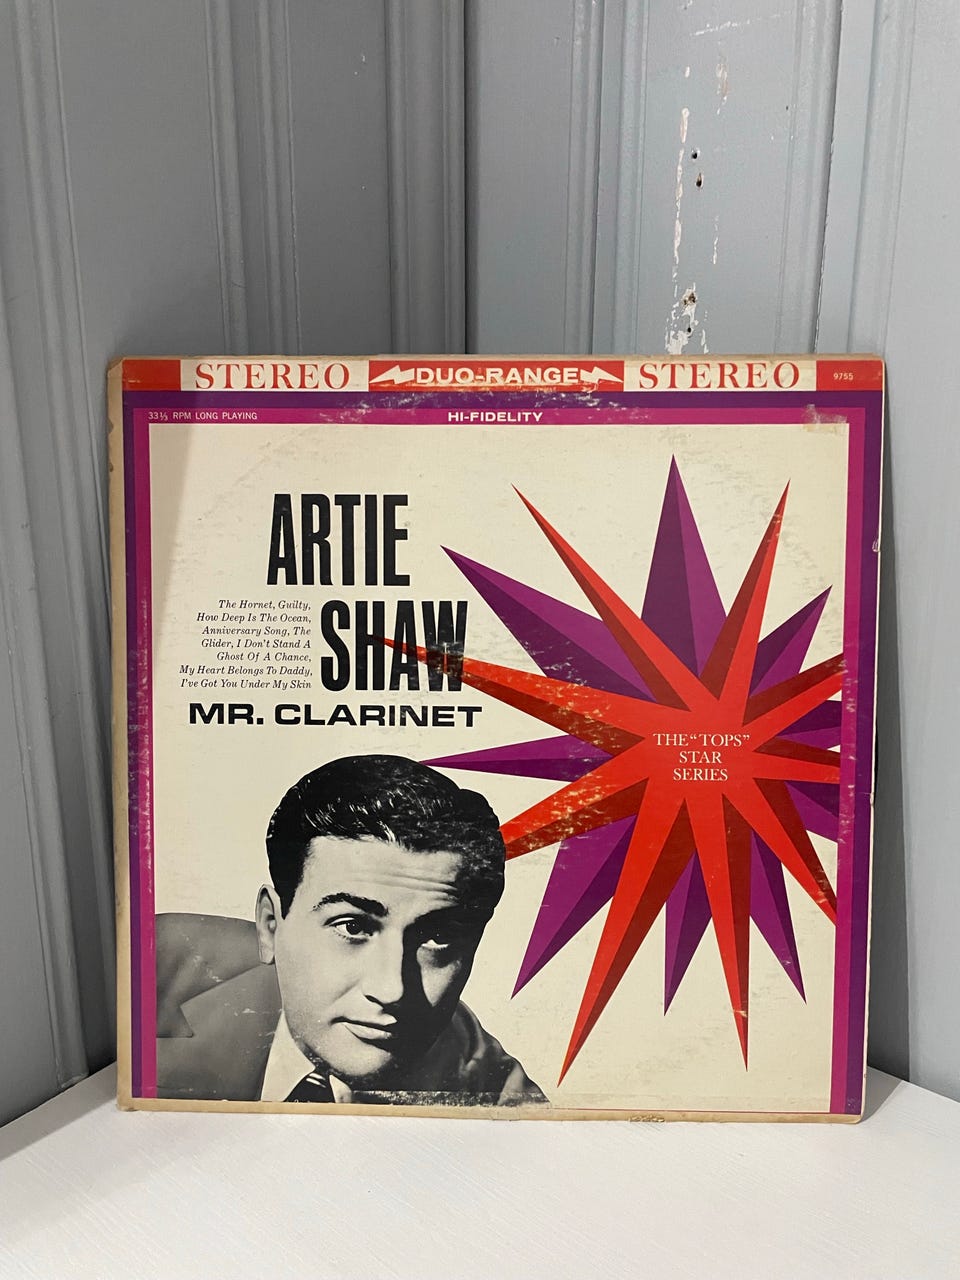 STEREO DUO-RANGE STEREO 9755
33⅓ RPM LONG PLAYING HI-FIDELITY
ARTIE
SHAW
The Hornet, Guilty,
How Deep Is The Ocean,
Anniversary Song, The
Glider, I Don't Stand A
Ghost Of A Chance,
My Heart Belongs To Daddy,
I've Got You Under My Skin
MR. CLARINET
THE "TOPS"
STAR
SERIES